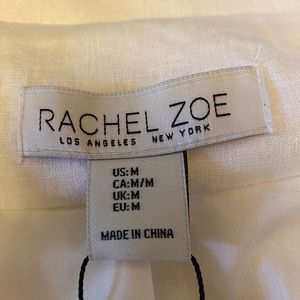 RACHEL ZOE
LOS ANGELES NEW YORK
US:M
CA:M/M
UK:M
EU:M
MADE IN CHINA